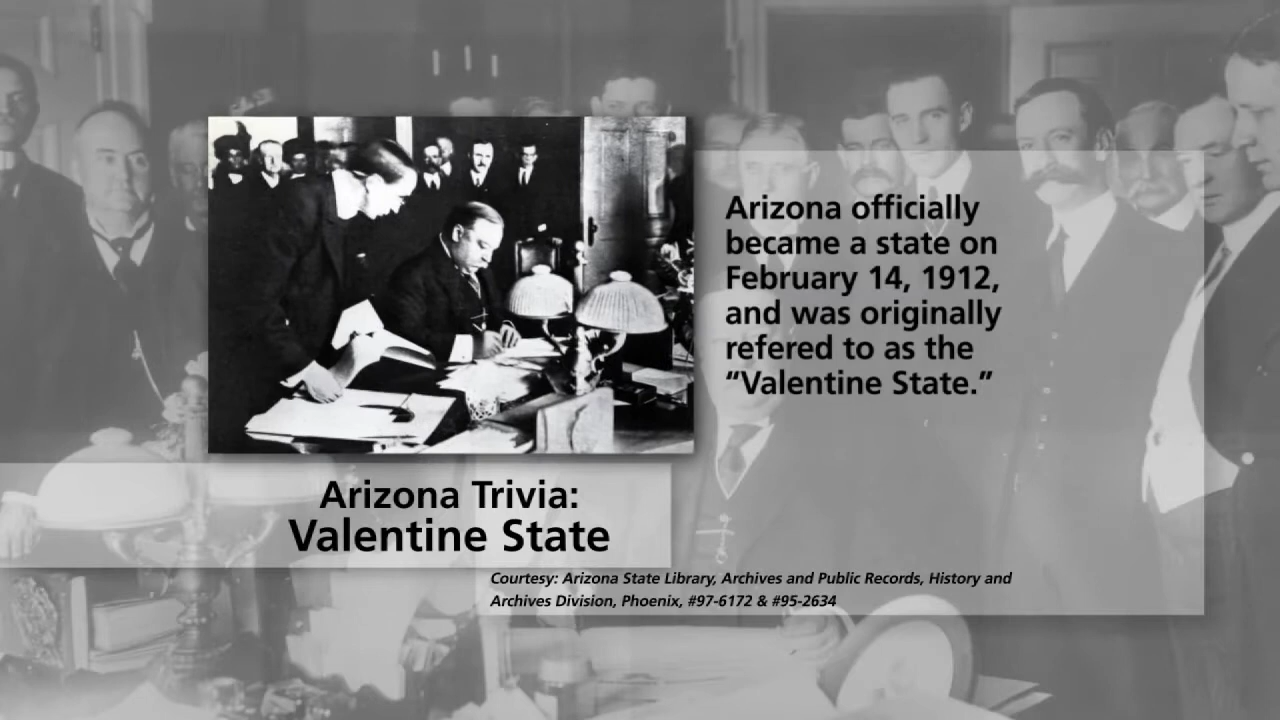 Arizona officially
became a state on
February 14, 1912,
and was originally
refered to as the
“Valentine State.”
Arizona Trivia:
Valentine State
Courtesy: Arizona State Library, Archives and Public Records, History and
Archives Division, Phoenix, #97-6172 & #95-2634